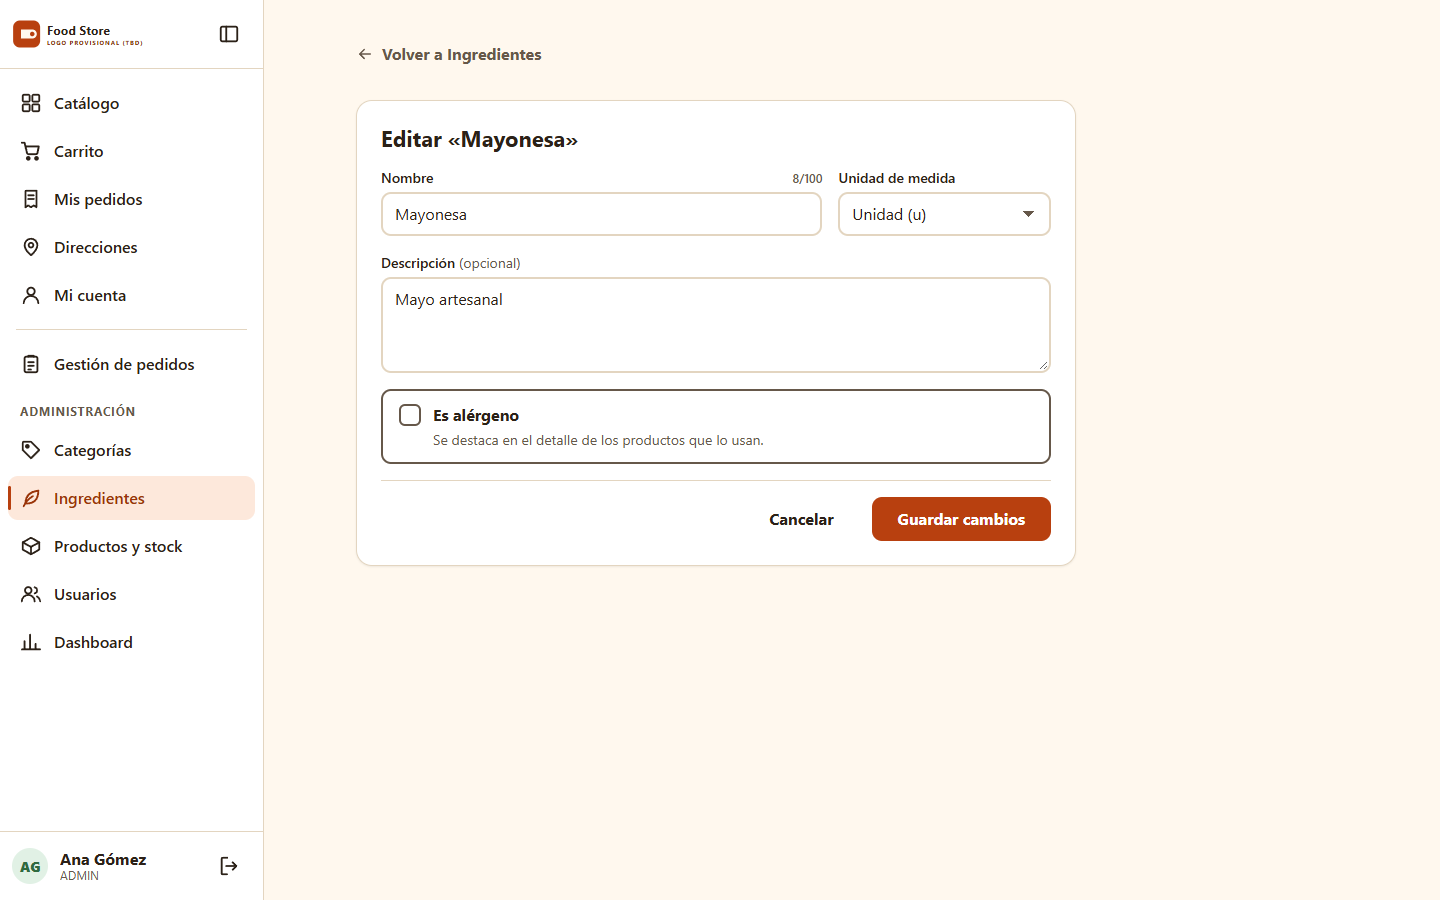 Food Store
LOGO PROVISIONAL (TBD)
Catálogo
Carrito
Mis pedidos
Direcciones
Mi cuenta
Gestión de pedidos
ADMINISTRACIÓN
Categorías
Ingredientes
Productos y stock
Usuarios
Dashboard
AG
Ana Gómez
ADMIN
Volver a Ingredientes
Editar «Mayonesa»
Nombre 8/100
Mayonesa
Unidad de medida
Unidad (u)
Descripción (opcional)
Mayo artesanal
Es alérgeno
Se destaca en el detalle de los productos que lo usan.
Cancelar
Guardar cambios